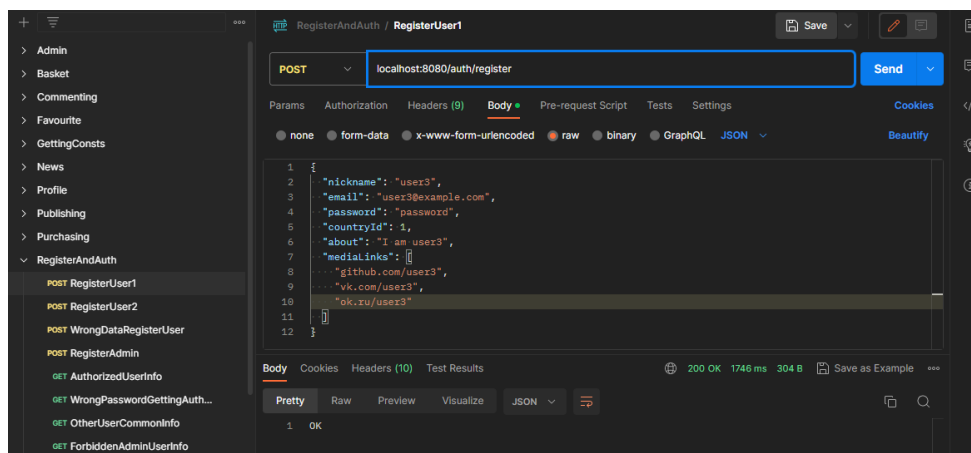 RegisterAndAuth / RegisterUser1
Save
POST
localhost:8080/auth/register
Send
Params Authorization Headers (9) Body Pre-request Script Tests Settings Cookies
none form-data x-www-form-urlencoded raw binary GraphQL JSON Beautify
1 {
2 "nickname": "user3",
3 "email": "user3@example.com",
4 "password": "password",
5 "countryId": 1,
6 "about": "I am user3",
7 "mediaLinks": [
8 "github.com/user3",
9 "vk.com/user3",
10 "ok.ru/user3"
11 ]
12 }
Body Cookies Headers (10) Test Results 200 OK 1746 ms 304 B Save as Example
Pretty Raw Preview Visualize JSON
1 OK
Admin
Basket
Commenting
Favourite
GettingConsts
News
Profile
Publishing
Purchasing
RegisterAndAuth
POST RegisterUser1
POST RegisterUser2
POST WrongDataRegisterUser
POST RegisterAdmin
GET AuthorizedUserInfo
GET WrongPasswordGettingAuth...
GET OtherUserCommonInfo
GET ForbiddenAdminUserInfo
HTTP